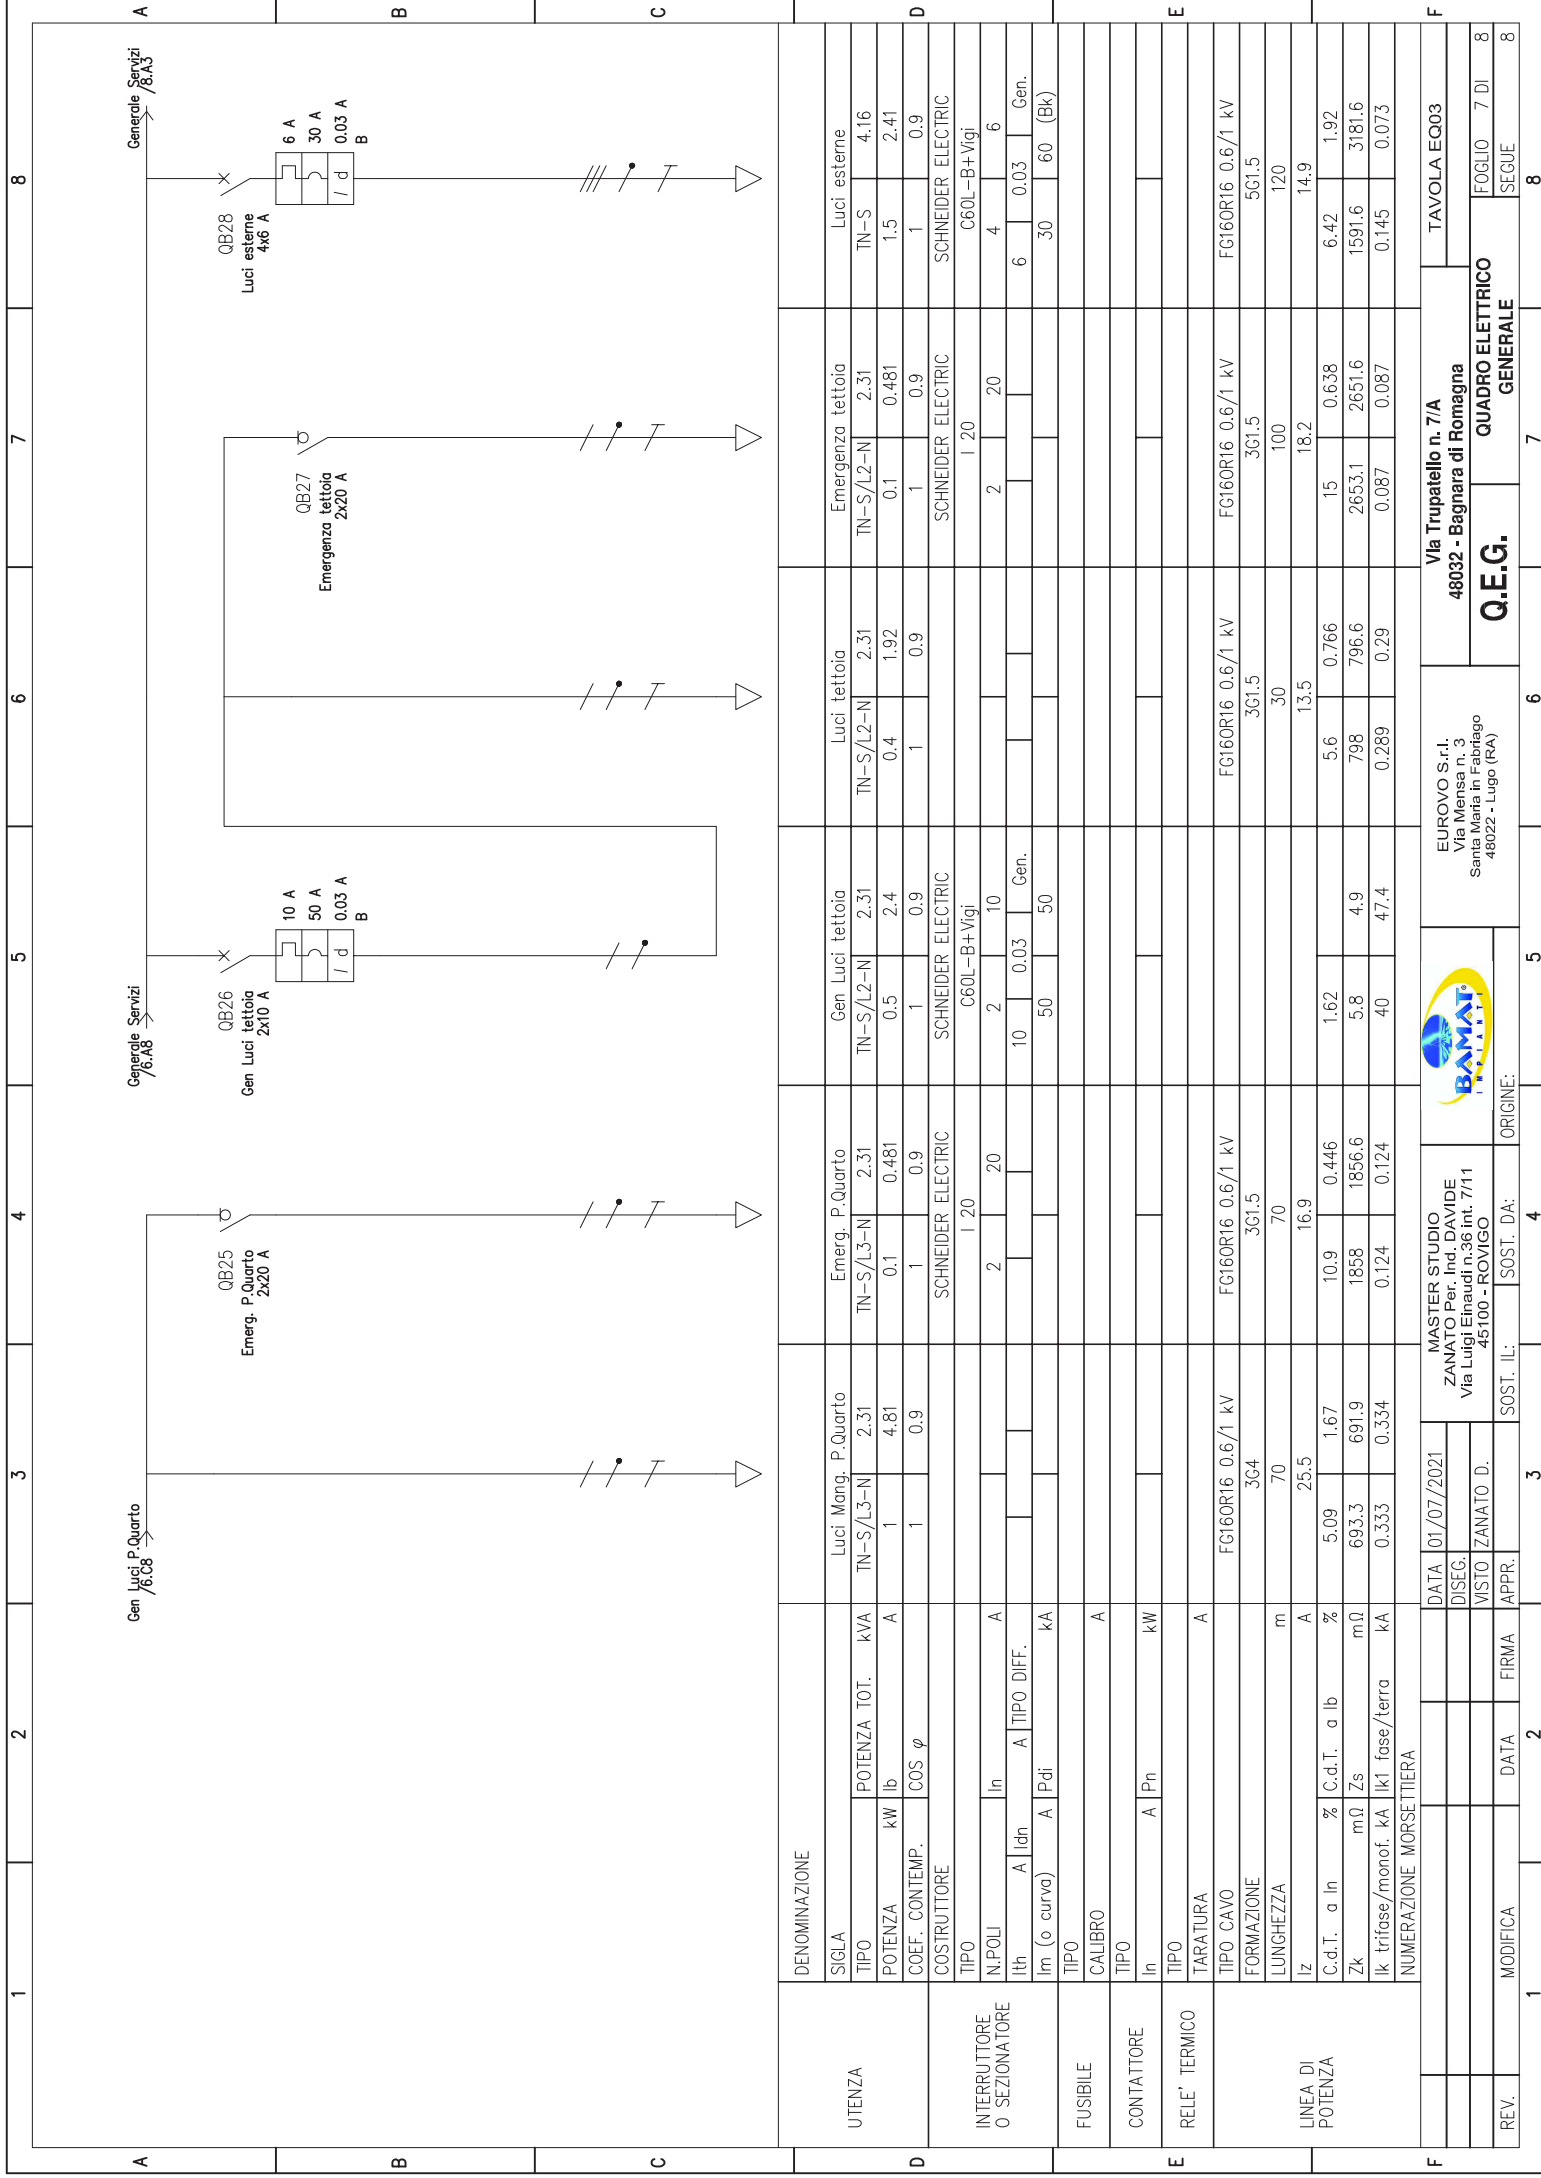 1 2 3 4 5 6 7 8
A
B
C
D
E
F
Gen Luci P.Quarto
/6.C8
Generale Servizi
/6.A8
Generale Servizi
/8.A3
QB25
Emerg. P.Quarto
2x20 A
QB26
Gen Luci tettoia
2x10 A
10 A
50 A
I d 0.03 A
B
QB27
Emergenza tettoia
2x20 A
QB28
Luci esterne
4x6 A
6 A
30 A
I d 0.03 A
B
UTENZA
DENOMINAZIONE
SIGLA Luci Mang. P.Quarto Emerg. P.Quarto Gen Luci tettoia Luci tettoia Emergenza tettoia Luci esterne
TIPO POTENZA TOT. kVA TN-S/L3-N 2.31 TN-S/L3-N 2.31 TN-S/L2-N 2.31 TN-S/L2-N 2.31 TN-S/L2-N 2.31 TN-S 4.16
POTENZA kW Ib A 1 4.81 0.1 0.481 0.5 2.4 0.4 1.92 0.1 0.481 1.5 2.41
COEF. CONTEMP. COS φ 1 0.9 1 0.9 1 0.9 1 0.9 1 0.9 1 0.9
INTERRUTTORE
O SEZIONATORE
COSTRUTTORE SCHNEIDER ELECTRIC SCHNEIDER ELECTRIC SCHNEIDER ELECTRIC SCHNEIDER ELECTRIC
TIPO I 20 C60L-B+Vigi I 20 C60L-B+Vigi
N.POLI In A 2 20 2 10 2 20 4 6
Ith A Idn A TIPO DIFF. 10 0.03 Gen. 6 0.03 Gen.
Im (o curva) A Pdi kA 50 50 30 60 (Bk)
FUSIBILE
TIPO
CALIBRO A
CONTATTORE
TIPO
In A Pn kW
RELE' TERMICO
TIPO
TARATURA A
LINEA DI
POTENZA
TIPO CAVO FG16OR16 0.6/1 kV FG16OR16 0.6/1 kV FG16OR16 0.6/1 kV FG16OR16 0.6/1 kV FG16OR16 0.6/1 kV
FORMAZIONE 3G4 3G1.5 3G1.5 3G1.5 5G1.5
LUNGHEZZA m 70 70 30 100 120
Iz A 25.5 16.9 13.5 18.2 14.9
C.d.T. a In % C.d.T. a Ib % 5.09 1.67 10.9 0.446 1.62 5.6 0.766 15 0.638 6.42 1.92
Zk mΩ Zs mΩ 693.3 691.9 1858 1856.6 5.8 4.9 798 796.6 2653.1 2651.6 1591.6 3181.6
Ik trifase/monof. kA Ik1 fase/terra kA 0.333 0.334 0.124 0.124 40 47.4 0.289 0.29 0.087 0.087 0.145 0.073
NUMERAZIONE MORSETTIERA
REV. MODIFICA DATA FIRMA
DATA 01/07/2021
DISEG.
VISTO ZANATO D.
APPR.
MASTER STUDIO
ZANATO Per. Ind. DAVIDE
Via Luigi Einaudi n.36 int. 7/11
45100 - ROVIGO
SOST. IL: SOST. DA: ORIGINE:
BAMAT
IMPIANTI
EUROVO S.r.l.
Via Mensa n. 3
Santa Maria in Fabriago
48022 - Lugo (RA)
Via Trupatello n. 7/A
48032 - Bagnara di Romagna
Q.E.G.
QUADRO ELETTRICO
GENERALE
TAVOLA EQ03
FOGLIO 7 DI 8
SEGUE 8
1 2 3 4 5 6 7 8
A
B
C
D
E
F